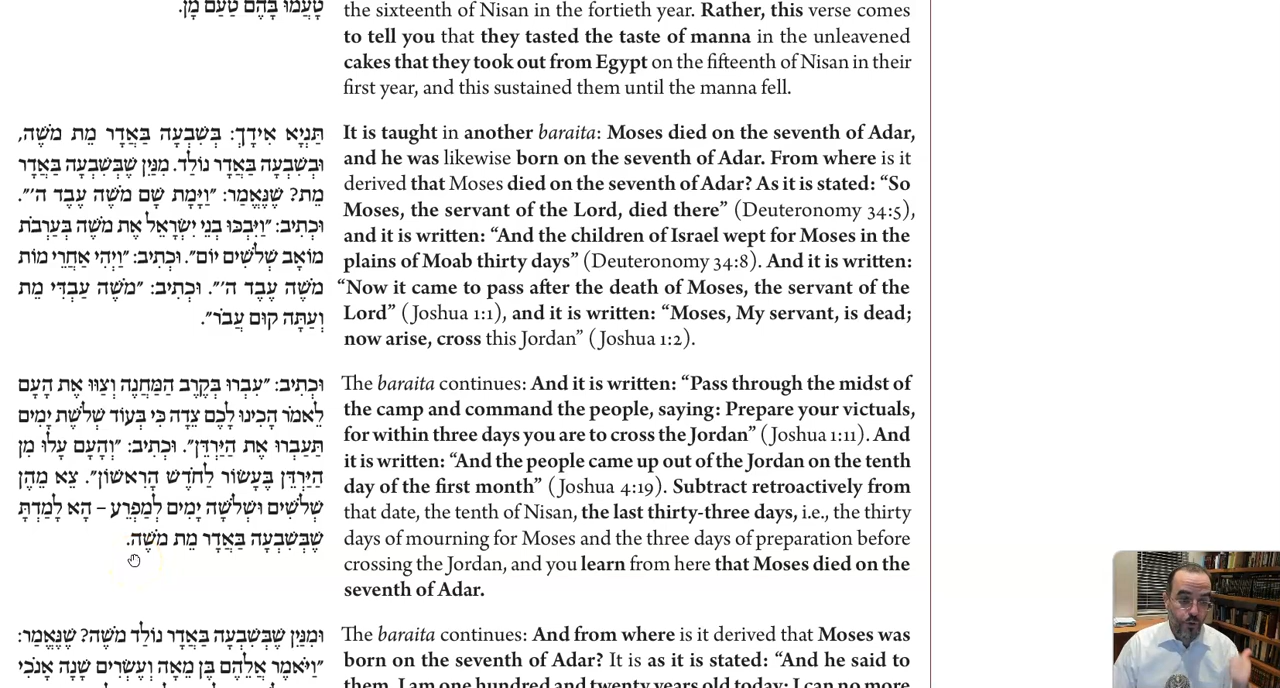 טָעֲמוּ בָּהֶם טַעַם מָן.
the sixteenth of Nisan in the fortieth year. Rather, this verse comes
to tell you that they tasted the taste of manna in the unleavened
cakes that they took out from Egypt on the fifteenth of Nisan in their
first year, and this sustained them until the manna fell.
תַּנְיָא אִידַּךְ: בְּשִׁבְעָה בַּאֲדָר מֵת מֹשֶׁה,
וּבְשִׁבְעָה בַּאֲדָר נוֹלַד. מִנַּיִן שֶׁבְּשִׁבְעָה בַּאֲדָר
מֵת? שֶׁנֶּאֱמַר: ״וַיָּמָת שָׁם מֹשֶׁה עֶבֶד ה׳״.
וּכְתִיב: ״וַיִּבְכּוּ בְנֵי יִשְׂרָאֵל אֶת מֹשֶׁה בְּעַרְבֹת
מוֹאָב שְׁלֹשִׁים יוֹם״. וּכְתִיב: ״וַיְהִי אַחֲרֵי מוֹת
מֹשֶׁה עֶבֶד ה׳״. וּכְתִיב: ״מֹשֶׁה עַבְדִּי מֵת
וְעַתָּה קוּם עֲבֹר״.
It is taught in another baraita: Moses died on the seventh of Adar,
and he was likewise born on the seventh of Adar. From where is it
derived that Moses died on the seventh of Adar? As it is stated: “So
Moses, the servant of the Lord, died there” (Deuteronomy 34:5),
and it is written: “And the children of Israel wept for Moses in the
plains of Moab thirty days” (Deuteronomy 34:8). And it is written:
“Now it came to pass after the death of Moses, the servant of the
Lord” (Joshua 1:1), and it is written: “Moses, My servant, is dead;
now arise, cross this Jordan” (Joshua 1:2).
וּכְתִיב: ״עִבְרוּ בְּקֶרֶב הַמַּחֲנֶה וְצַוּוּ אֶת הָעָם
לֵאמֹר הָכִינוּ לָכֶם צֵדָה כִּי בְּעוֹד שְׁלֹשֶׁת יָמִים
תַּעַבְרוּ אֶת הַיַּרְדֵּן״. וּכְתִיב: ״וְהָעָם עָלוּ מִן
הַיַּרְדֵּן בֶּעָשׂוֹר לַחֹדֶשׁ הָרִאשׁוֹן״. צֵא מֵהֶן
שְׁלֹשִׁים וּשְׁלֹשָׁה יָמִים לְמַפְרֵעַ – הָא לָמַדְתָּ
שֶׁבְּשִׁבְעָה בַּאֲדָר מֵת מֹשֶׁה.
The baraita continues: And it is written: “Pass through the midst of
the camp and command the people, saying: Prepare your victuals,
for within three days you are to cross the Jordan” (Joshua 1:11). And
it is written: “And the people came up out of the Jordan on the tenth
day of the first month” (Joshua 4:19). Subtract retroactively from
that date, the tenth of Nisan, the last thirty-three days, i.e., the thirty
days of mourning for Moses and the three days of preparation before
crossing the Jordan, and you learn from here that Moses died on the
seventh of Adar.
וּמִנַּיִן שֶׁבְּשִׁבְעָה בַּאֲדָר נוֹלַד מֹשֶׁה? שֶׁנֶּאֱמַר:
״וַיֹּאמֶר אֲלֵהֶם בֶּן מֵאָה וְעֶשְׂרִים שָׁנָה אָנֹכִי
The baraita continues: And from where is it derived that Moses was
born on the seventh of Adar? It is as it is stated: “And he said to
them, I am one hundred and twenty years old today; I can no more